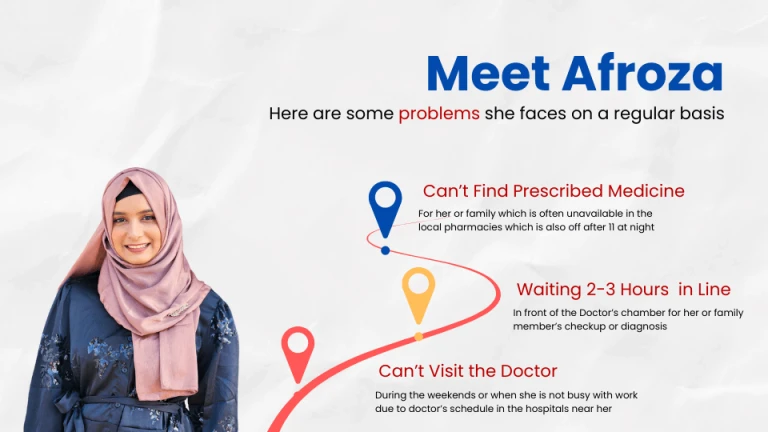 Meet Afroza
Here are some problems she faces on a regular basis
Can't Find Prescribed Medicine
For her or family which is often unavailable in the
local pharmacies which is also off after 11 at night
Waiting 2-3 Hours  in Line
In front of the Doctor's chamber for her or family
member's checkup or diagnosis
Can't Visit the Doctor
During the weekends or when she is not busy with work
due to doctor's schedule in the hospitals near her